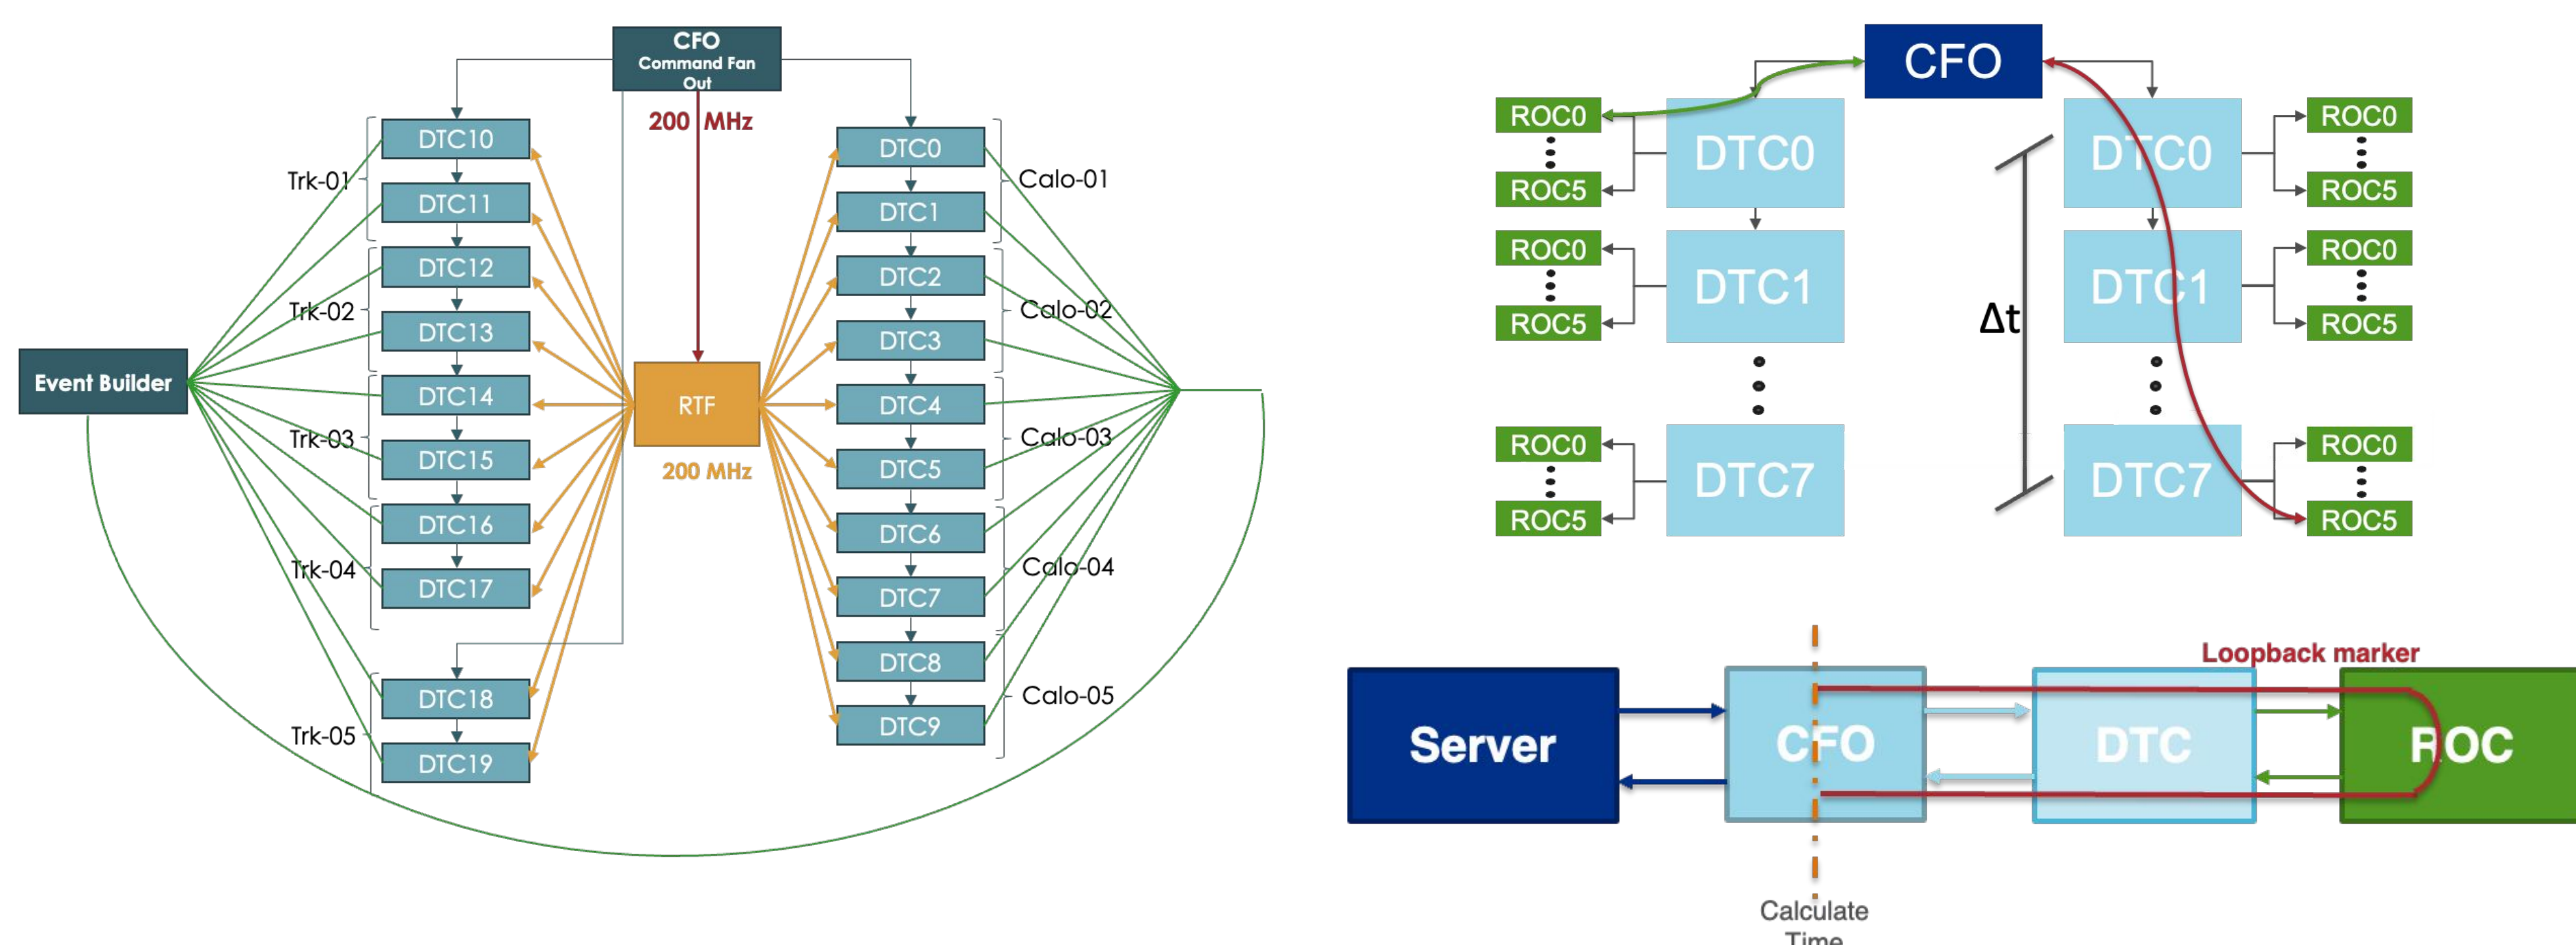 CFO
Command Fan
Out
200 MHz
DTC10
DTC11
DTC12
DTC13
DTC14
DTC15
DTC16
DTC17
DTC18
DTC19
Trk-01
Trk-02
Trk-03
Trk-04
Trk-05
Event Builder
RTF
200 MHz
DTC0
DTC1
DTC2
DTC3
DTC4
DTC5
DTC6
DTC7
DTC8
DTC9
Calo-01
Calo-02
Calo-03
Calo-04
Calo-05
CFO
ROC0
ROC5
DTC0
ROC0
ROC5
DTC1
ROC0
ROC5
DTC7
Δt
DTC0
ROC0
ROC5
DTC1
ROC0
ROC5
DTC7
ROC0
ROC5
Loopback marker
Server
CFO
DTC
ROC
Calculate
Time